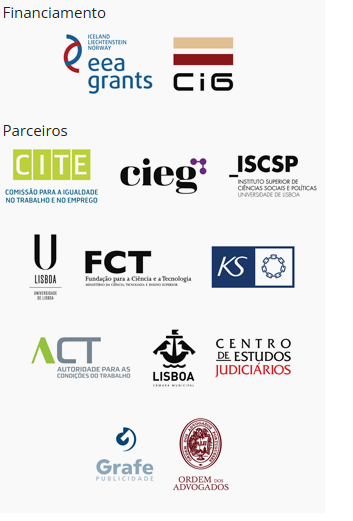 Financiamento
ICELAND
LIECHTENSTEIN
NORWAY
eea
grants
CIG
Parceiros
CITE
COMISSÃO PARA A IGUALDADE
NO TRABALHO E NO EMPREGO
cieg
_ISCSP
INSTITUTO SUPERIOR DE
CIÊNCIAS SOCIAIS E POLÍTICAS
UNIVERSIDADE DE LISBOA
U
LISBOA
UNIVERSIDADE
DE LISBOA
FCT
Fundação para a Ciência e a Tecnologia
MINISTÉRIO DA CIÊNCIA, TECNOLOGIA E ENSINO SUPERIOR
KS
ACT
AUTORIDADE PARA AS
CONDIÇÕES DO TRABALHO
LISBOA
CÂMARA MUNICIPAL
CENTRO
DE ESTUDOS
JUDICIÁRIOS
Grafe
PUBLICIDADE
ORDEM DOS
ADVOGADOS